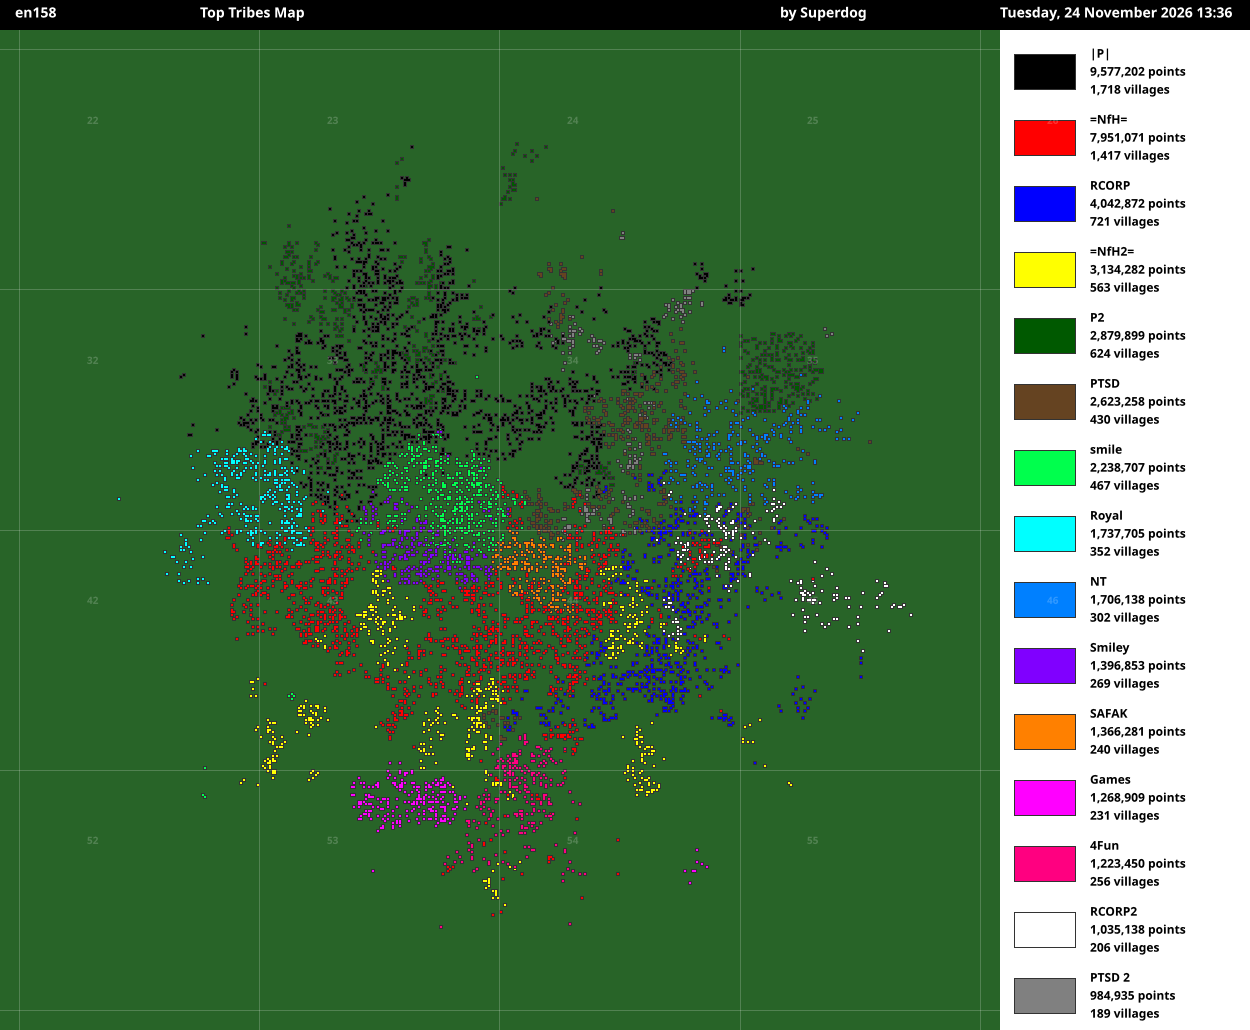 en158 Top Tribes Map by Superdog Tuesday, 24 November 2026 13:36
|P|
9,577,202 points
1,718 villages
=NfH=
7,951,071 points
1,417 villages
RCORP
4,042,872 points
721 villages
=NfH2=
3,134,282 points
563 villages
P2
2,879,899 points
624 villages
PTSD
2,623,258 points
430 villages
smile
2,238,707 points
467 villages
Royal
1,737,705 points
352 villages
NT
1,706,138 points
302 villages
Smiley
1,396,853 points
269 villages
SAFAK
1,366,281 points
240 villages
Games
1,268,909 points
231 villages
4Fun
1,223,450 points
256 villages
RCORP2
1,035,138 points
206 villages
PTSD 2
984,935 points
189 villages
22 23 24 25
32 34
42
46
52 53 54 55